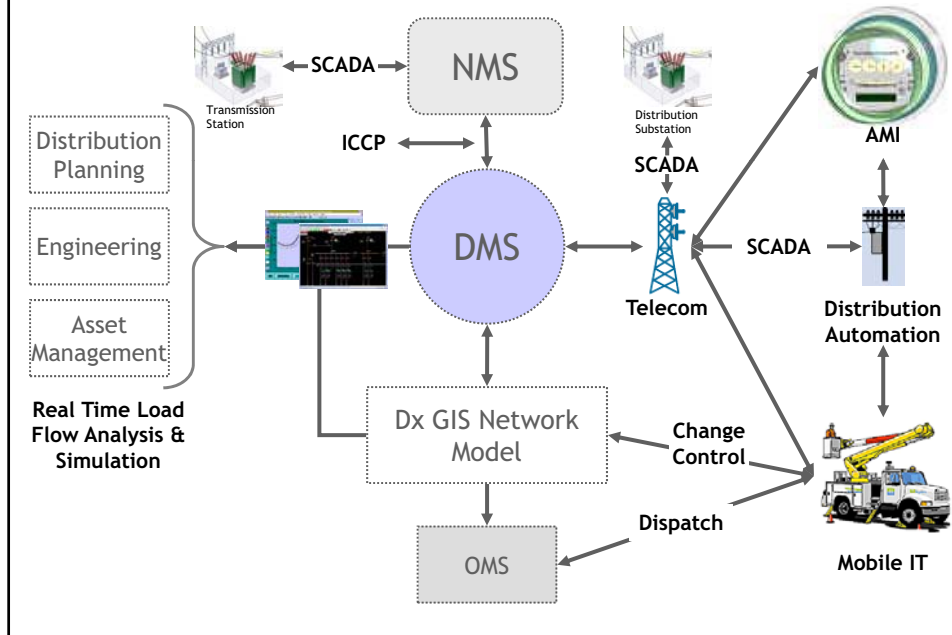 SCADA
NMS
Transmission
Station
Distribution
Substation
AMI
ICCP
SCADA
Distribution
Planning
Engineering
Asset
Management
DMS
Telecom
SCADA
Distribution
Automation
Real Time Load
Flow Analysis &
Simulation
Dx GIS Network
Model
Change
Control
Dispatch
OMS
Mobile IT